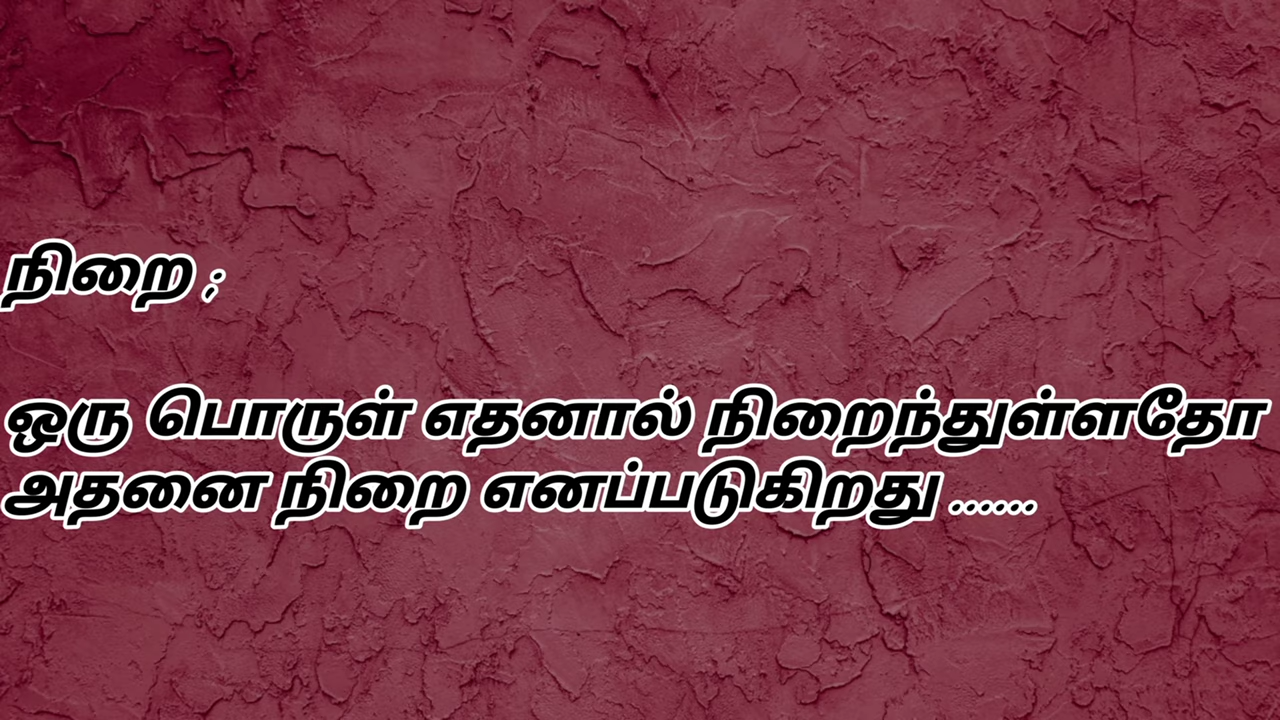 நிறை ;
ஒரு பொருள் எதனால் நிறைந்துள்ளதோ
அதனை நிறை எனப்படுகிறது ......